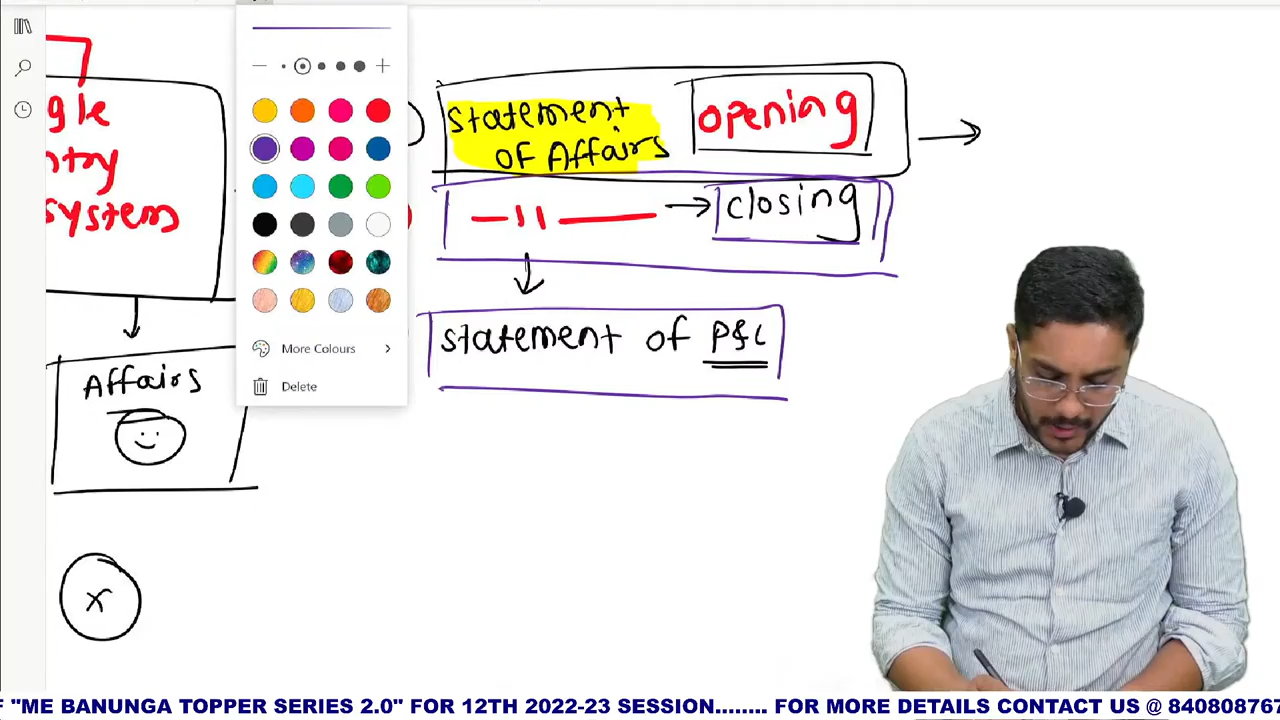 gle
ntry
system
Affairs
x
statement
of Affairs
opening
closing
statement of P&L
More Colours
Delete
"ME BANUNGA TOPPER SERIES 2.0" FOR 12TH 2022-23 SESSION........ FOR MORE DETAILS CONTACT US @ 840808767